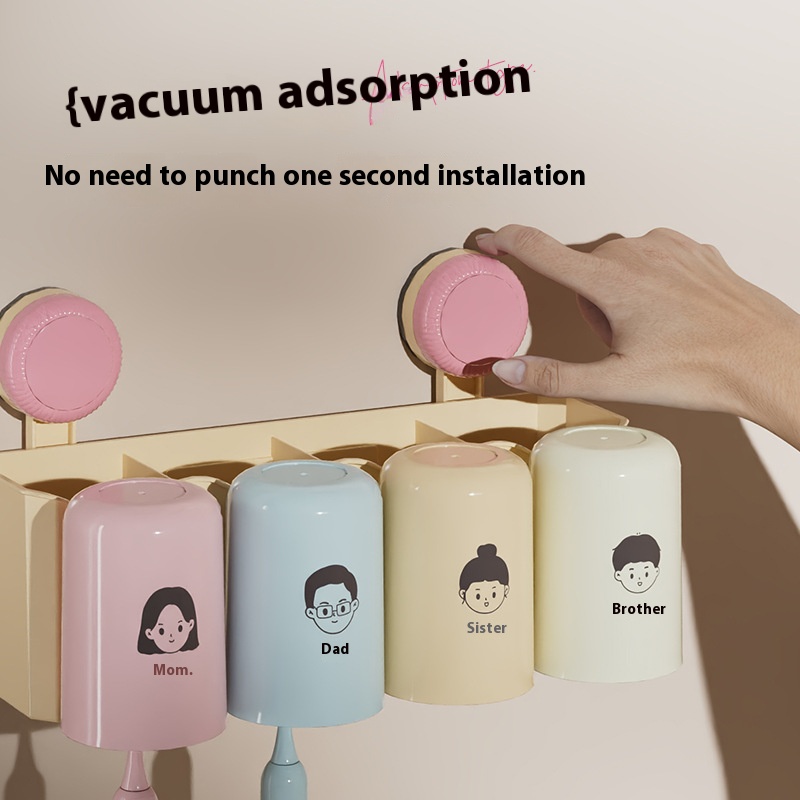 {vacuum adsorption
No need to punch one second installation
Mom.
Dad
Sister
Brother